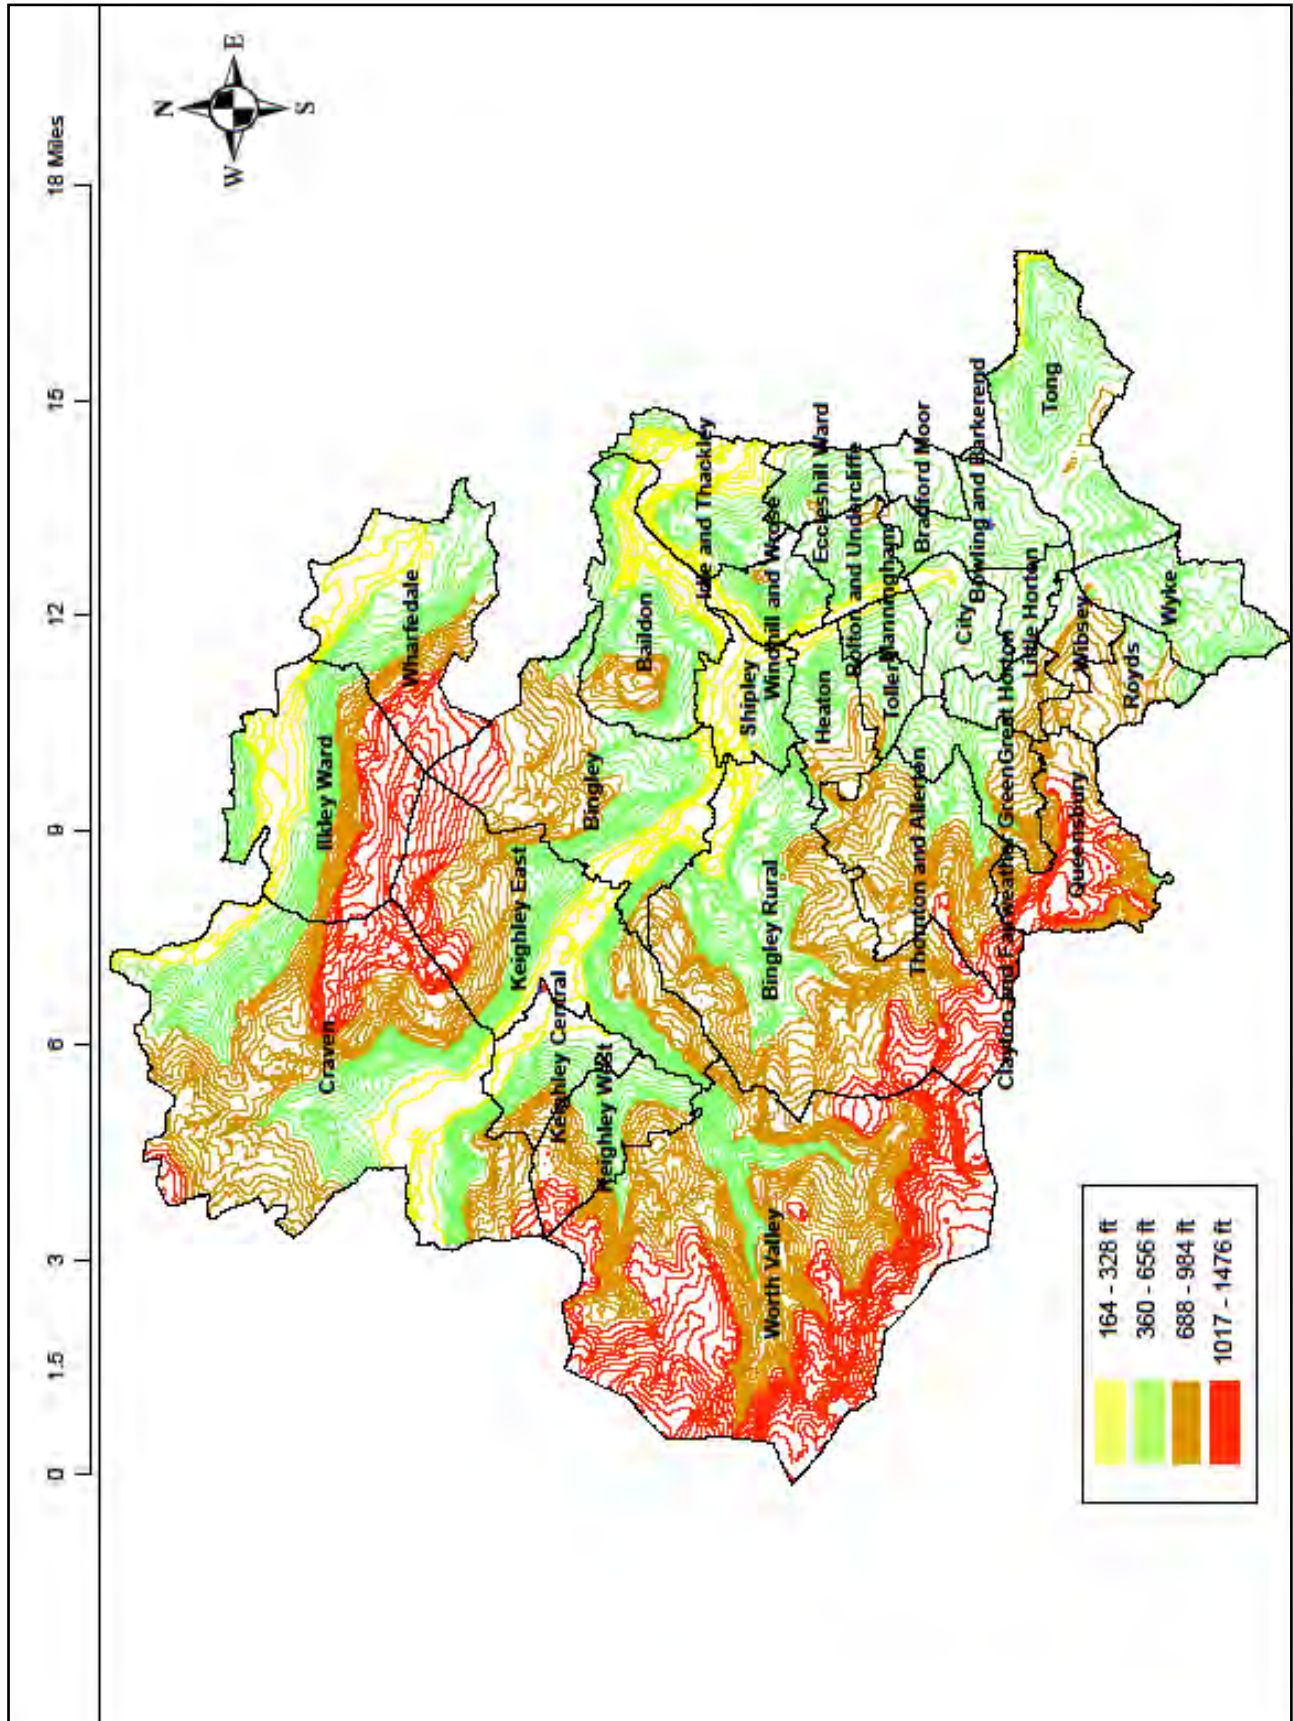 0 1.5 3 6 9 12 15 18 Miles
N
W E
S
Craven
Ilkley Ward
Wharfedale
Keighley East
Keighley Central
Keighley West
Bingley
Baildon
Idle and Thackley
Shipley
Windhill and Wrose
Bingley Rural
Worth Valley
Heaton
Eccleshill Ward
Bolton and Undercliffe
Manningham
Toller
Bradford Moor
Thornton and Allerton
City
Bowling and Barkerend
Clayton and Fairweather Green
Great Horton
Little Horton
Tong
Queensbury
Wibsey
Royds
Wyke
164 - 328 ft
360 - 656 ft
688 - 984 ft
1017 - 1476 ft